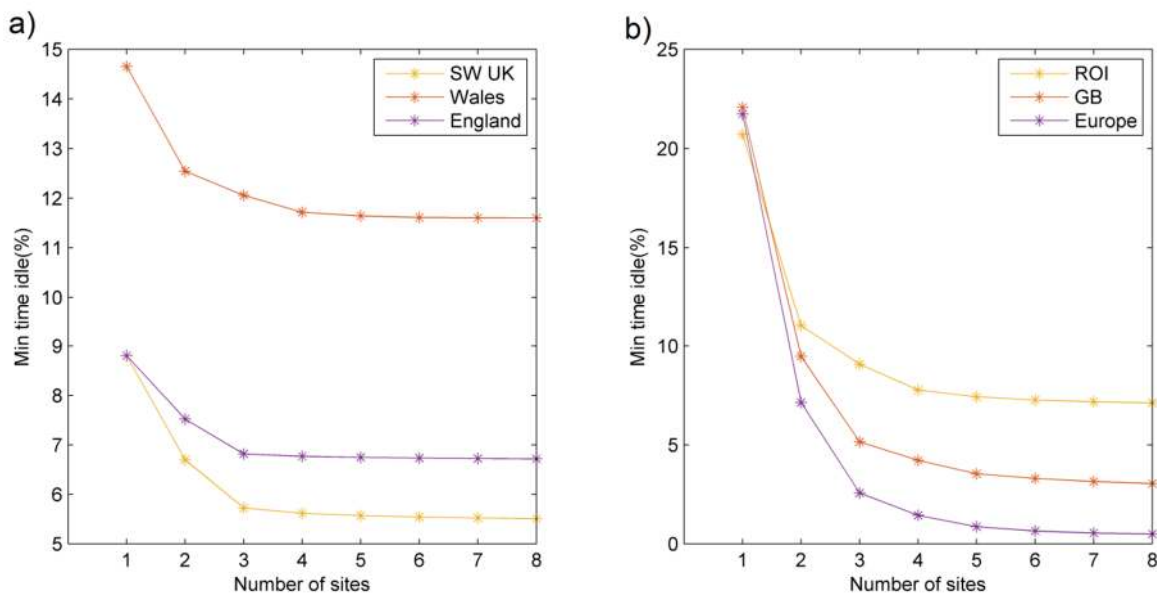 a)
15
14
13
12
11
10
9
8
7
6
5
Min time idle(%)
1 2 3 4 5 6 7 8
Number of sites
SW UK
Wales
England
b)
25
20
15
10
5
0
Min time idle(%)
1 2 3 4 5 6 7 8
Number of sites
ROI
GB
Europe